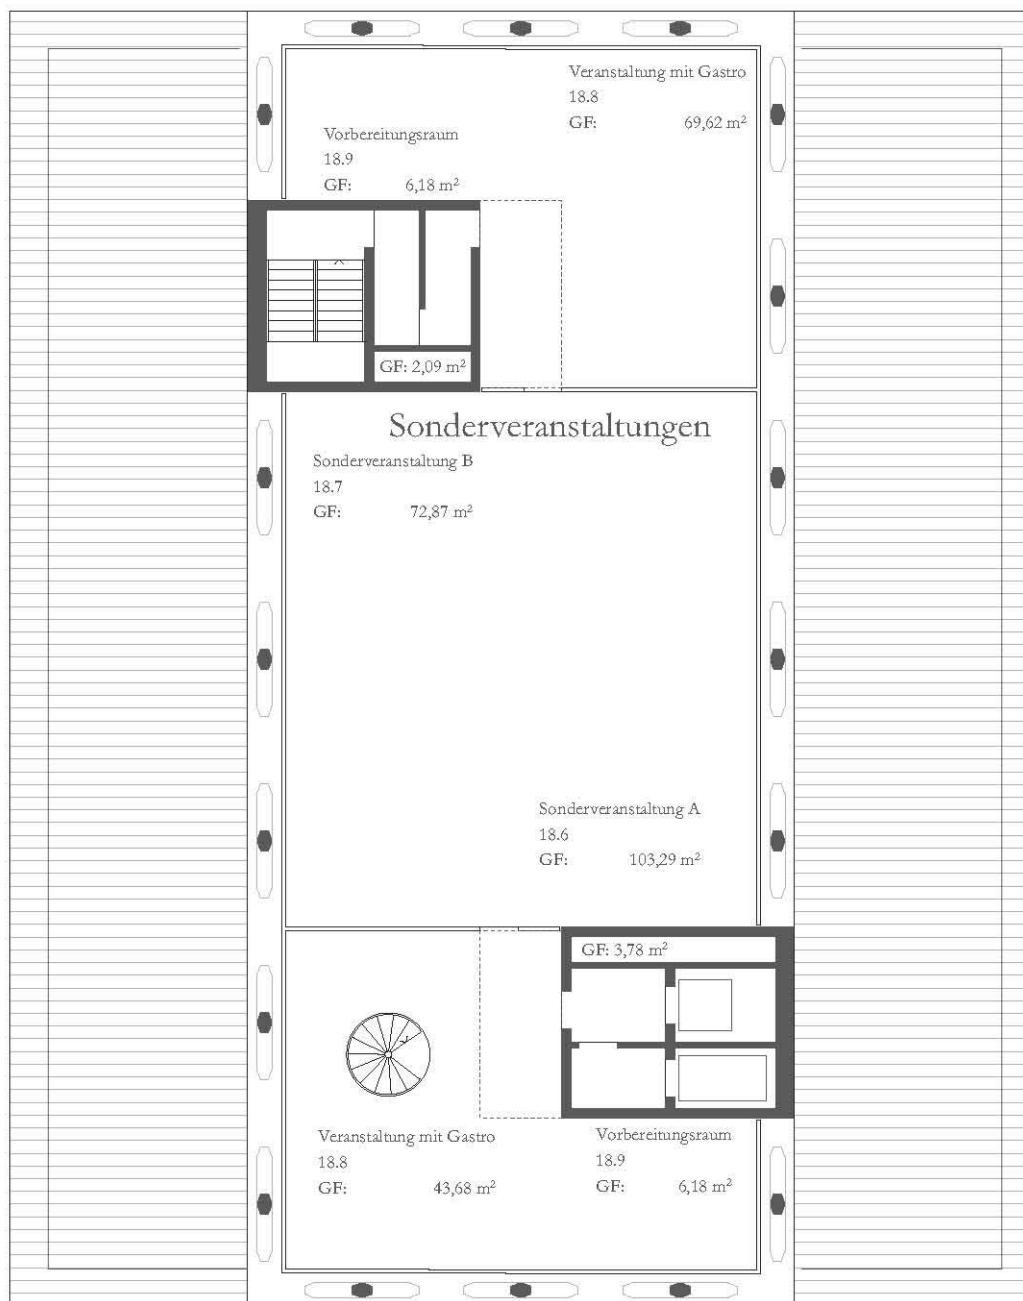 Veranstaltung mit Gastro
18.8
GF: 69,62 m²
Vorbereitungsraum
18.9
GF: 6,18 m²
GF: 2,09 m²
Sonderveranstaltungen
Sonderveranstaltung B
18.7
GF: 72,87 m²
Sonderveranstaltung A
18.6
GF: 103,29 m²
GF: 3,78 m²
Veranstaltung mit Gastro
18.8
GF: 43,68 m²
Vorbereitungsraum
18.9
GF: 6,18 m²